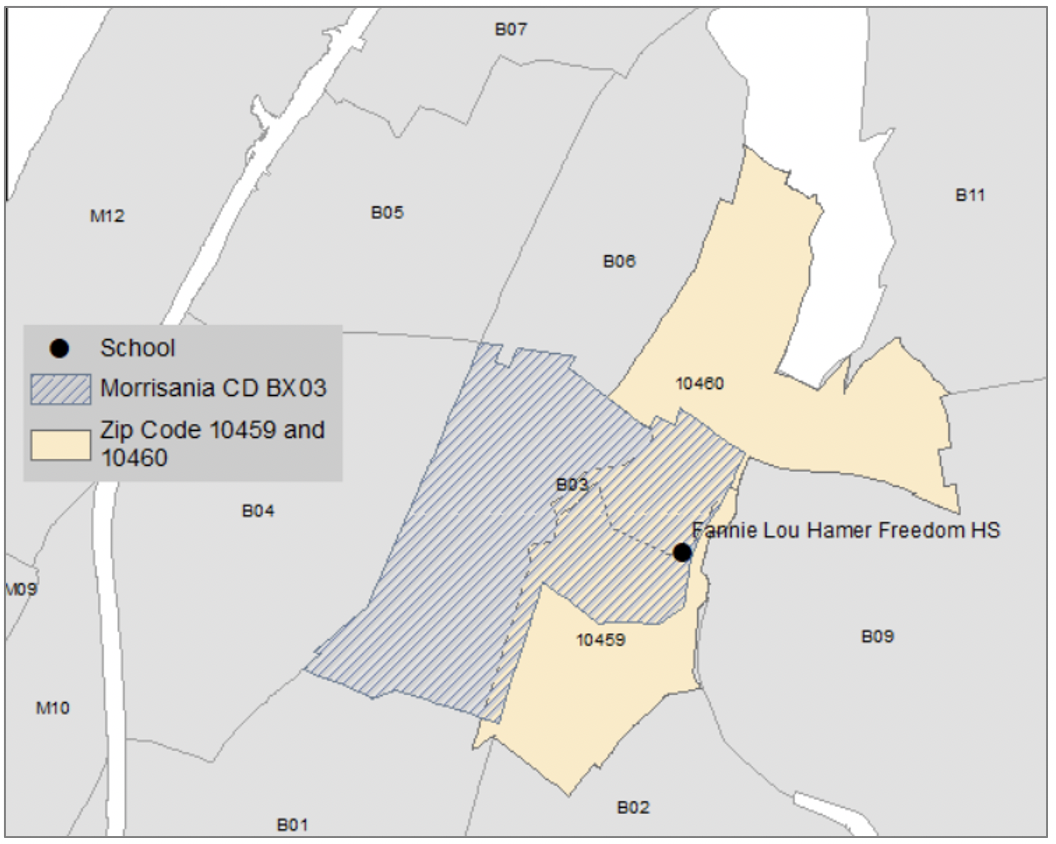 B07
B11
M12
B05
B06
School
Morrisania CD BX03
Zip Code 10459 and
10460
10460
B03
B04
Fannie Lou Hamer Freedom HS
M09
10459
B09
M10
B02
B01